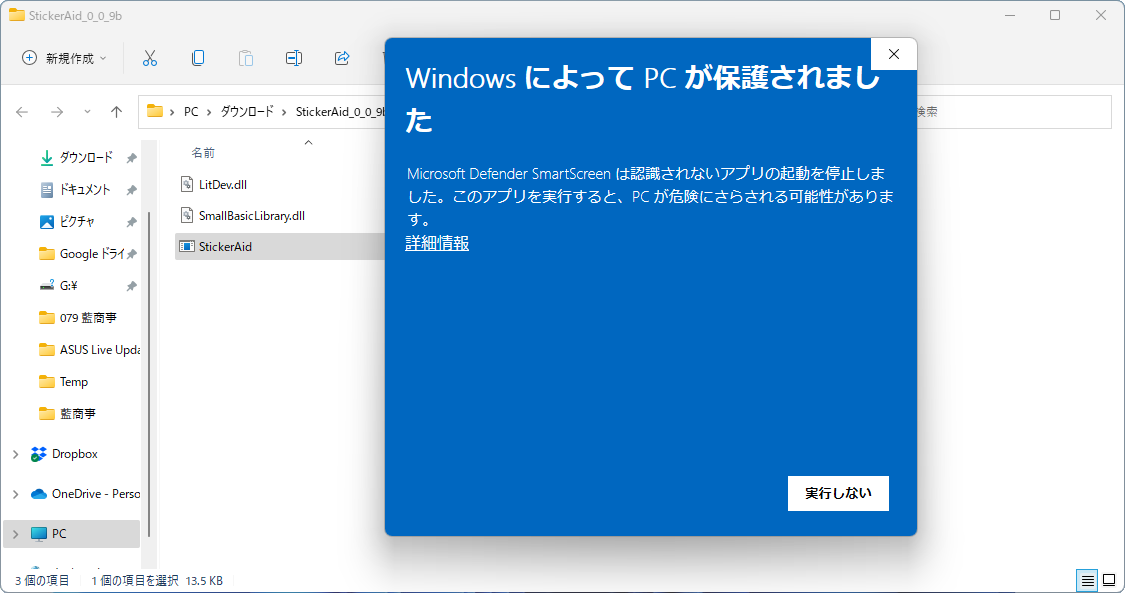 StickerAid_0_0_9b
新規作成
PC
ダウンロード
StickerAid_0_0_9b
検索
名前
ダウンロード
ドキュメント
ピクチャ
Google ドライ
G:¥
079 藍商事
ASUS Live Upda
Temp
藍商事
Dropbox
OneDrive - Perso
PC
LitDev.dll
SmallBasicLibrary.dll
StickerAid
Windows によって PC が保護されまし
た
Microsoft Defender SmartScreen は認識されないアプリの起動を停止しま
した。このアプリを実行すると、PC が危険にさらされる可能性がありま
す。
詳細情報
実行しない
3 個の項目
1 個の項目を選択 13.5 KB